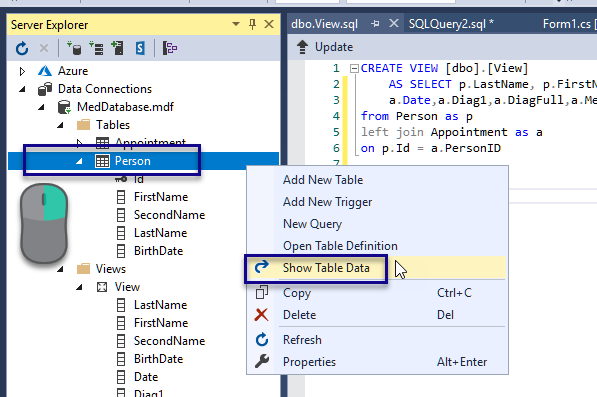 Server Explorer
Azure
Data Connections
MedDatabase.mdf
Tables
Appointment
Person
Id
FirstName
SecondName
LastName
BirthDate
Views
View
LastName
FirstName
SecondName
BirthDate
Date
Diag1
dbo.View.sql
SQLQuery2.sql *
Form1.cs
Update
1 CREATE VIEW [dbo].[View]
2 AS SELECT p.LastName, p.FirstN
3 a.Date,a.Diag1,a.DiagFull,a.Me
4 from Person as p
5 left join Appointment as a
6 on p.Id = a.PersonID
7
Add New Table
Add New Trigger
New Query
Open Table Definition
Show Table Data
Copy Ctrl+C
Delete Del
Refresh
Properties Alt+Enter